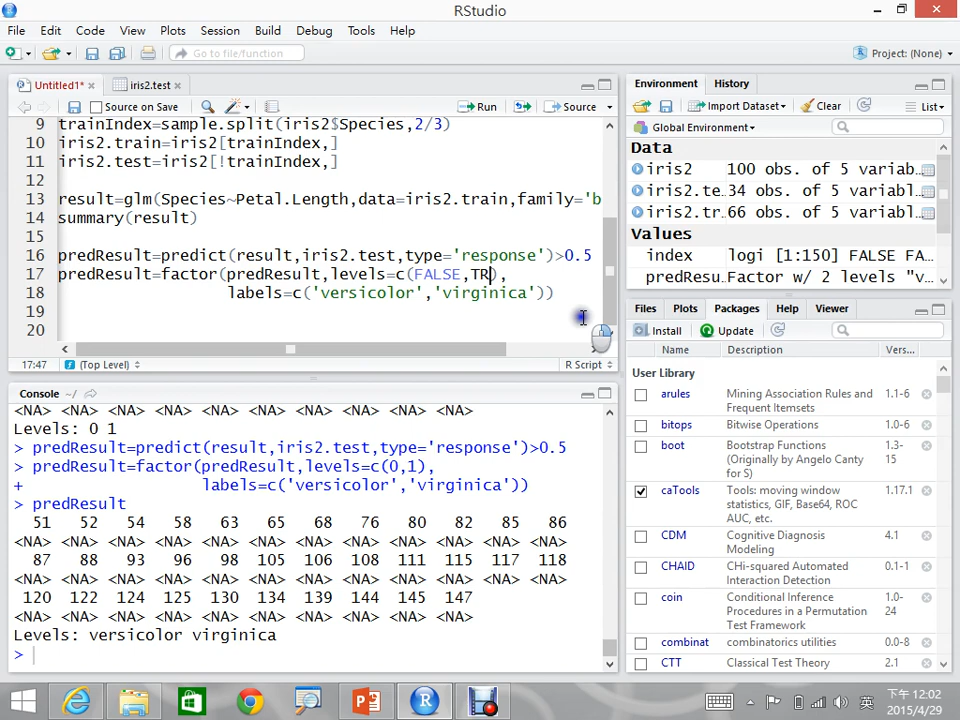 RStudio
File Edit Code View Plots Session Build Debug Tools Help
Go to file/function
Project: (None)
Untitled1*
iris2.test
Source on Save
Run
Source
9 trainIndex=sample.split(iris2$Species,2/3)
10 iris2.train=iris2[trainIndex,]
11 iris2.test=iris2[!trainIndex,]
12
13 result=glm(Species~Petal.Length,data=iris2.train,family='b
14 summary(result)
15
16 predResult=predict(result,iris2.test,type='response')>0.5
17 predResult=factor(predResult,levels=c(FALSE,TR),
18 labels=c('versicolor','virginica'))
19
20
17:47 (Top Level) R Script
Console ~/
<NA> <NA> <NA> <NA> <NA> <NA> <NA> <NA> <NA> <NA>
Levels: 0 1
> predResult=predict(result,iris2.test,type='response')>0.5
> predResult=factor(predResult,levels=c(0,1),
+ labels=c('versicolor','virginica'))
> predResult
51 52 54 58 63 65 68 76 80 82 85 86
<NA> <NA> <NA> <NA> <NA> <NA> <NA> <NA> <NA> <NA> <NA> <NA>
87 88 93 96 98 105 106 108 111 115 117 118
<NA> <NA> <NA> <NA> <NA> <NA> <NA> <NA> <NA> <NA> <NA> <NA>
120 122 124 125 130 134 139 144 145 147
<NA> <NA> <NA> <NA> <NA> <NA> <NA> <NA> <NA> <NA>
Levels: versicolor virginica
>
Environment History
Import Dataset Clear List
Global Environment
Data
iris2 100 obs. of 5 variabl…
iris2.te… 34 obs. of 5 variabl…
iris2.tr… 66 obs. of 5 variabl…
Values
index logi [1:150] FALSE FA…
predResu… Factor w/ 2 levels "v…
Files Plots Packages Help Viewer
Install Update
Name Description Vers...
User Library
arules Mining Association Rules and Frequent Itemsets 1.1-6
bitops Bitwise Operations 1.0-6
boot Bootstrap Functions (Originally by Angelo Canty for S) 1.3-15
caTools Tools: moving window statistics, GIF, Base64, ROC AUC, etc. 1.17.1
CDM Cognitive Diagnosis Modeling 4.1
CHAID CHi-squared Automated Interaction Detection 0.1-1
coin Conditional Inference Procedures in a Permutation Test Framework 1.0-24
combinat combinatorics utilities 0.0-8
CTT Classical Test Theory 2.1
英
下午 12:02
2015/4/29